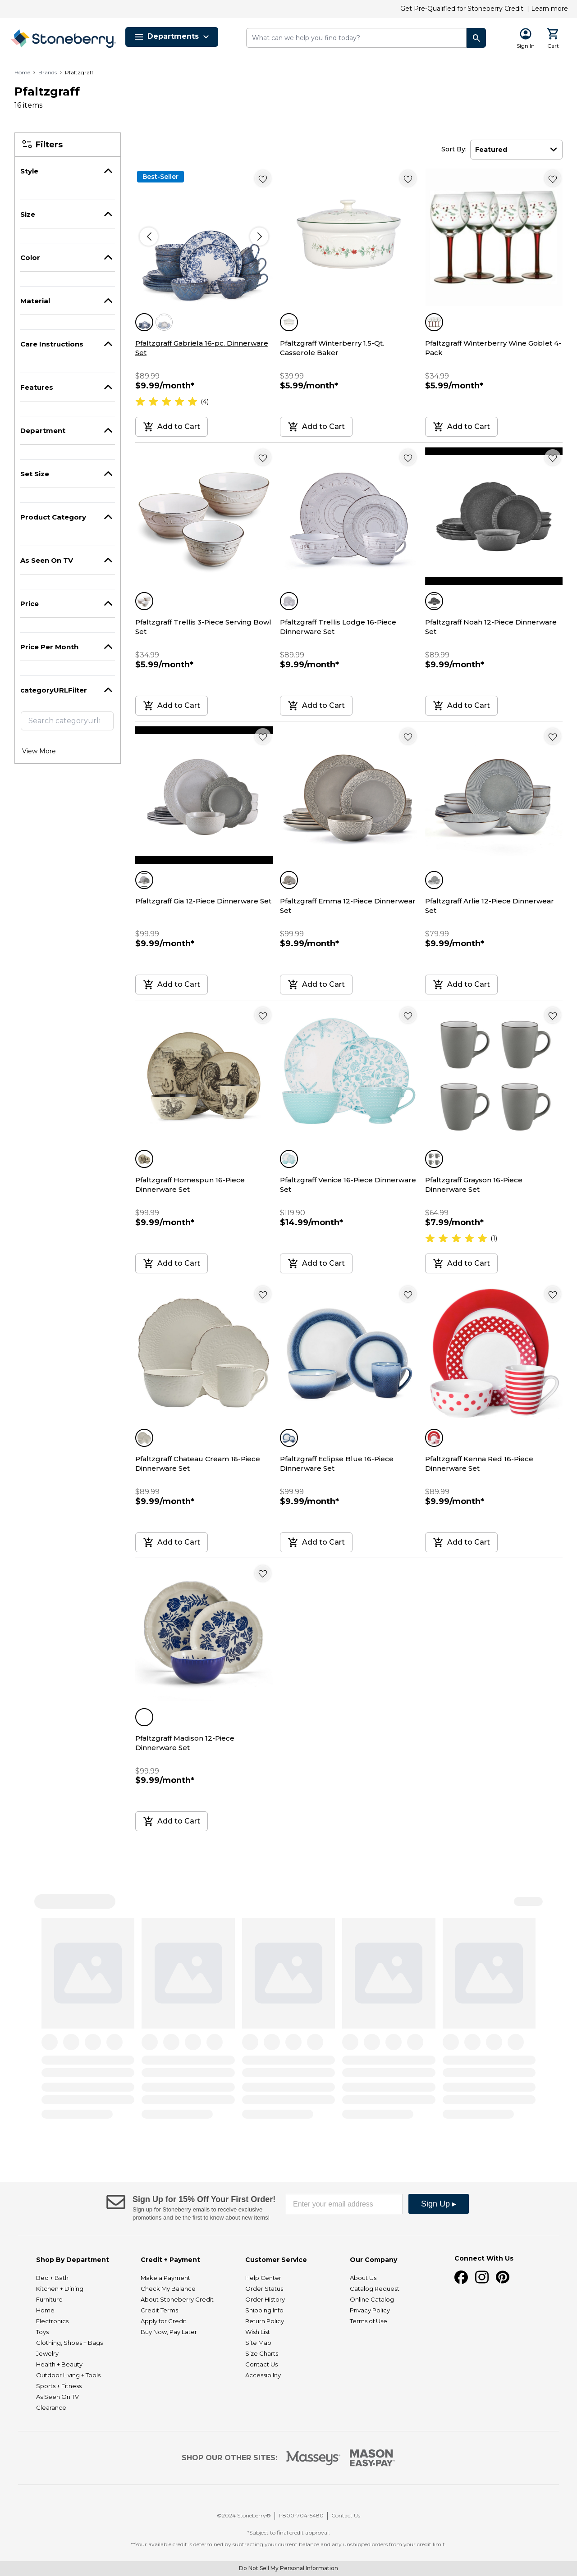 Get Pre-Qualified for Stoneberry Credit | Learn more
Stoneberry
Departments
What can we help you find today?
Sign In
Cart
Home > Brands > Pfaltzgraff
Pfaltzgraff
16 items
Filters
Style
Size
Color
Material
Care Instructions
Features
Department
Set Size
Product Category
As Seen On TV
Price
Price Per Month
categoryURLFilter
Search categoryurl
View More
Sort By:
Featured
Best-Seller
Pfaltzgraff Gabriela 16-pc. Dinnerware Set
$89.99
$9.99/month*
(4)
Add to Cart
Pfaltzgraff Winterberry 1.5-Qt. Casserole Baker
$39.99
$5.99/month*
Add to Cart
Pfaltzgraff Winterberry Wine Goblet 4-Pack
$34.99
$5.99/month*
Add to Cart
Pfaltzgraff Trellis 3-Piece Serving Bowl Set
$34.99
$5.99/month*
Add to Cart
Pfaltzgraff Trellis Lodge 16-Piece Dinnerware Set
$89.99
$9.99/month*
Add to Cart
Pfaltzgraff Noah 12-Piece Dinnerware Set
$89.99
$9.99/month*
Add to Cart
Pfaltzgraff Gia 12-Piece Dinnerware Set
$99.99
$9.99/month*
Add to Cart
Pfaltzgraff Emma 12-Piece Dinnerwear Set
$99.99
$9.99/month*
Add to Cart
Pfaltzgraff Arlie 12-Piece Dinnerwear Set
$79.99
$9.99/month*
Add to Cart
Pfaltzgraff Homespun 16-Piece Dinnerware Set
$99.99
$9.99/month*
Add to Cart
Pfaltzgraff Venice 16-Piece Dinnerware Set
$119.90
$14.99/month*
Add to Cart
Pfaltzgraff Grayson 16-Piece Dinnerware Set
$64.99
$7.99/month*
(1)
Add to Cart
Pfaltzgraff Chateau Cream 16-Piece Dinnerware Set
$89.99
$9.99/month*
Add to Cart
Pfaltzgraff Eclipse Blue 16-Piece Dinnerware Set
$99.99
$9.99/month*
Add to Cart
Pfaltzgraff Kenna Red 16-Piece Dinnerware Set
$89.99
$9.99/month*
Add to Cart
Pfaltzgraff Madison 12-Piece Dinnerware Set
$99.99
$9.99/month*
Add to Cart
Sign Up for 15% Off Your First Order!
Sign up for Stoneberry emails to receive exclusive promotions and be the first to know about new items!
Enter your email address
Sign Up ▸
Shop By Department
Bed + Bath
Kitchen + Dining
Furniture
Home
Electronics
Toys
Clothing, Shoes + Bags
Jewelry
Health + Beauty
Outdoor Living + Tools
Sports + Fitness
As Seen On TV
Clearance
Credit + Payment
Make a Payment
Check My Balance
About Stoneberry Credit
Credit Terms
Apply for Credit
Buy Now, Pay Later
Customer Service
Help Center
Order Status
Order History
Shipping Info
Return Policy
Wish List
Site Map
Size Charts
Contact Us
Accessibility
Our Company
About Us
Catalog Request
Online Catalog
Privacy Policy
Terms of Use
Connect With Us
SHOP OUR OTHER SITES:
Masseys
MASON EASY-PAY
©2024 Stoneberry® | 1-800-704-5480 | Contact Us
*Subject to final credit approval.
**Your available credit is determined by subtracting your current balance and any unshipped orders from your credit limit.
Do Not Sell My Personal Information